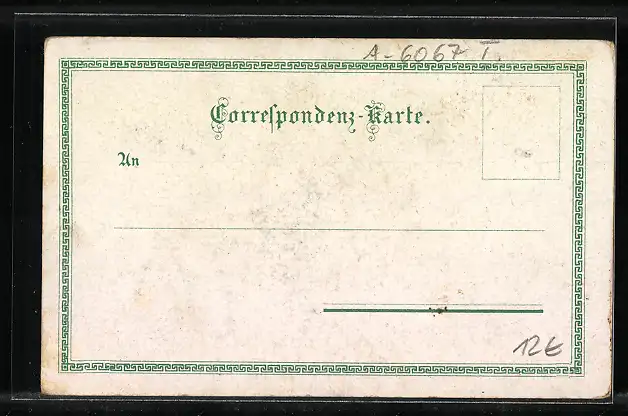 A-6067 T.
Correspondenz-Karte.
An
12€